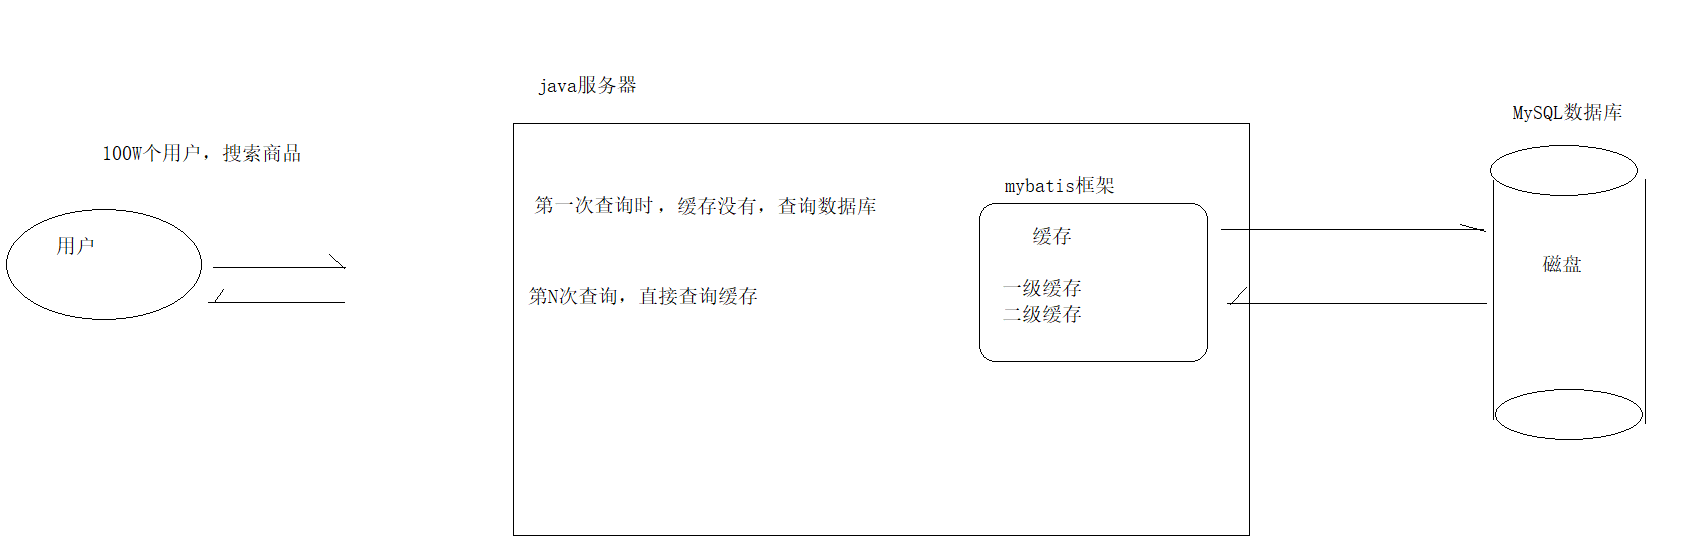 java服务器
MySQL数据库
100W个用户，搜索商品
mybatis框架
第一次查询时，缓存没有，查询数据库
缓存
用户
磁盘
一级缓存
第N次查询，直接查询缓存
二级缓存